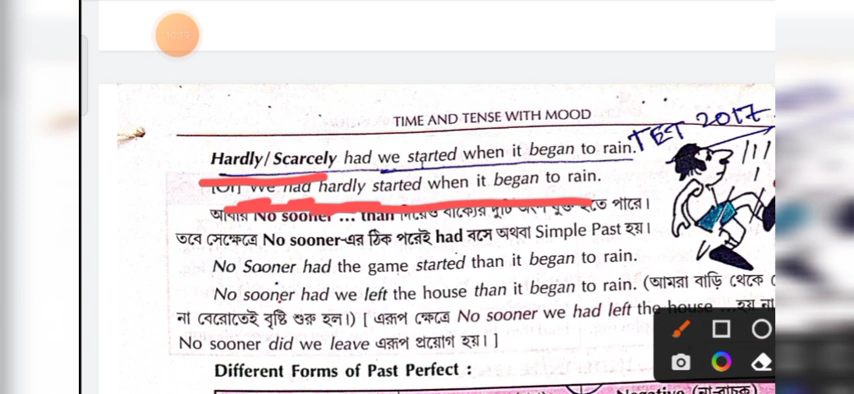 TIME AND TENSE WITH MOOD
TET 2017
Hardly/Scarcely had we started when it began to rain.
We had hardly started when it began to rain.
আবার No sooner ... than দিয়েও বাক্যের দুটি অংশ যুক্ত হতে পারে।
তবে সেক্ষেত্রে No sooner-এর ঠিক পরেই had বসে অথবা Simple Past হয়।
No Sooner had the game started than it began to rain.
No sooner had we left the house than it began to rain. (আমরা বাড়ি থেকে
না বেরোতেই বৃষ্টি শুরু হল।) [ এরূপ ক্ষেত্রে No sooner we had left the house ...হয় না
No sooner did we leave এরূপ প্রয়োগ হয়। ]
Different Forms of Past Perfect :
Negative (না-বাচক)